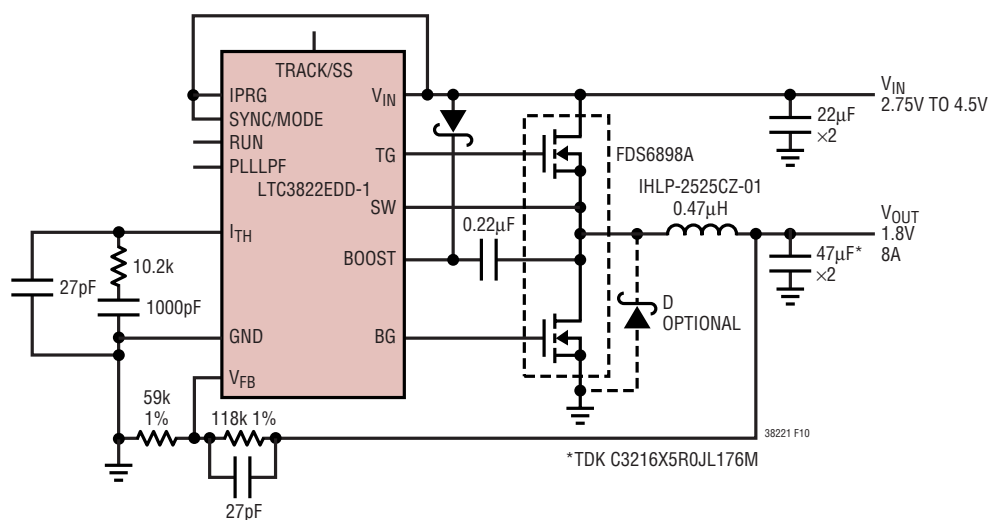 TRACK/SS
IPRG
SYNC/MODE
RUN
PLLLPF
LTC3822EDD-1
ITH
GND
VFB
VIN
TG
SW
BOOST
BG
VIN
2.75V TO 4.5V
22µF
×2
FDS6898A
IHLP-2525CZ-01
0.47µH
VOUT
1.8V
8A
47µF*
×2
0.22µF
D
OPTIONAL
27pF
10.2k
1000pF
59k
1%
118k 1%
27pF
38221 F10
*TDK C3216X5R0JL176M